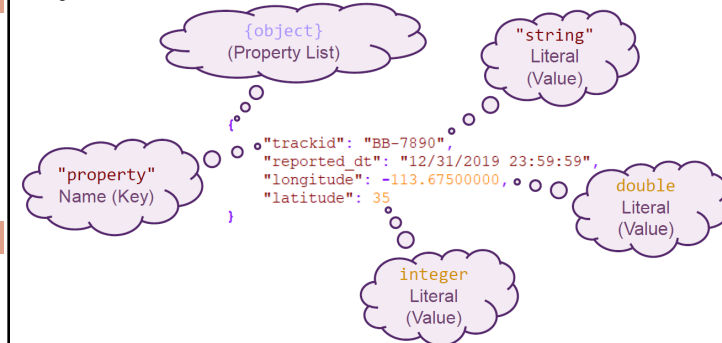 {object}
(Property List)
"string"
Literal
(Value)
"property"
Name (Key)
{
"trackid": "BB-7890",
"reported_dt": "12/31/2019 23:59:59",
"longitude": -113.67500000,
"latitude": 35
}
double
Literal
(Value)
integer
Literal
(Value)